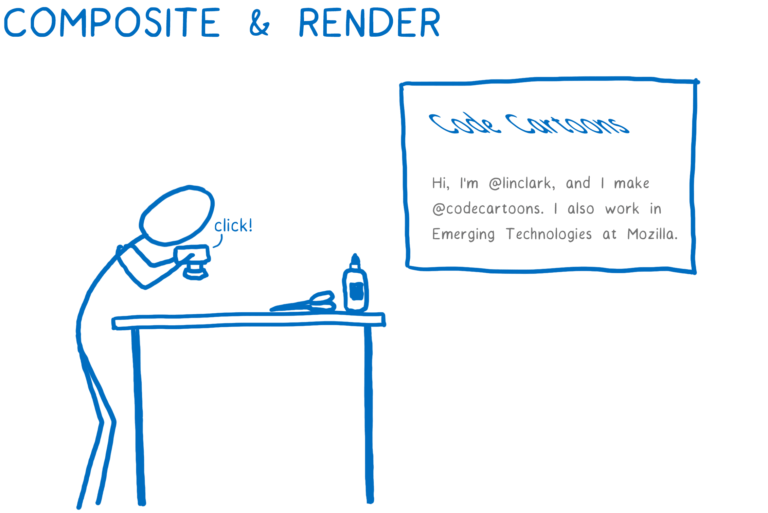 COMPOSITE & RENDER
Code Cartoons
click!
Hi, I'm @linclark, and I make
@codecartoons. I also work in
Emerging Technologies at Mozilla.